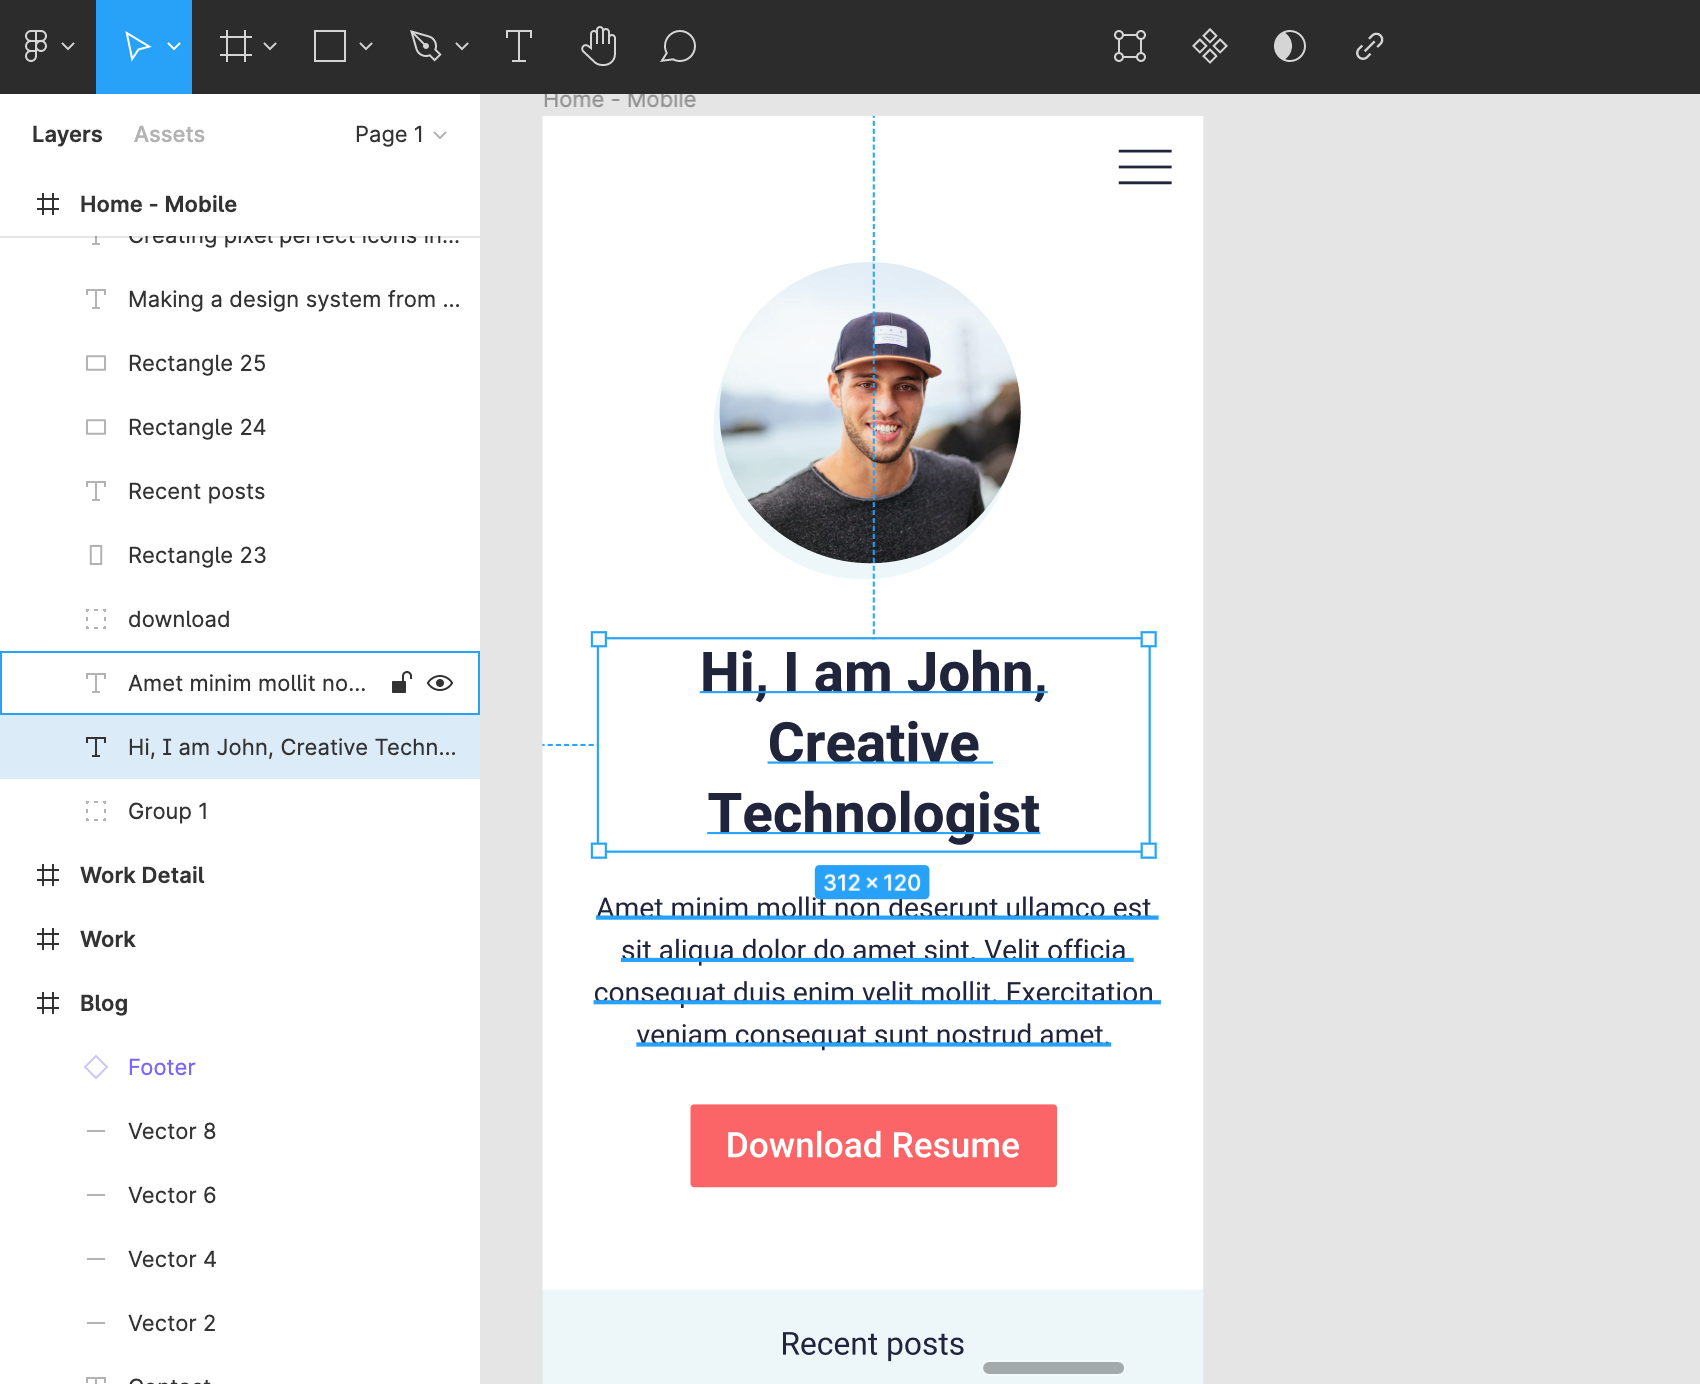 Home - Mobile
Layers
Assets
Page 1
Home - Mobile
Creating pixel perfect icons in...
Making a design system from ...
Rectangle 25
Rectangle 24
Recent posts
Rectangle 23
download
Amet minim mollit no...
Hi, I am John, Creative Techn...
Group 1
Work Detail
Work
Blog
Footer
Vector 8
Vector 6
Vector 4
Vector 2
Contact
Hi, I am John,
Creative
Technologist
312 × 120
Amet minim mollit non deserunt ullamco est
sit aliqua dolor do amet sint. Velit officia
consequat duis enim velit mollit. Exercitation
veniam consequat sunt nostrud amet.
Download Resume
Recent posts